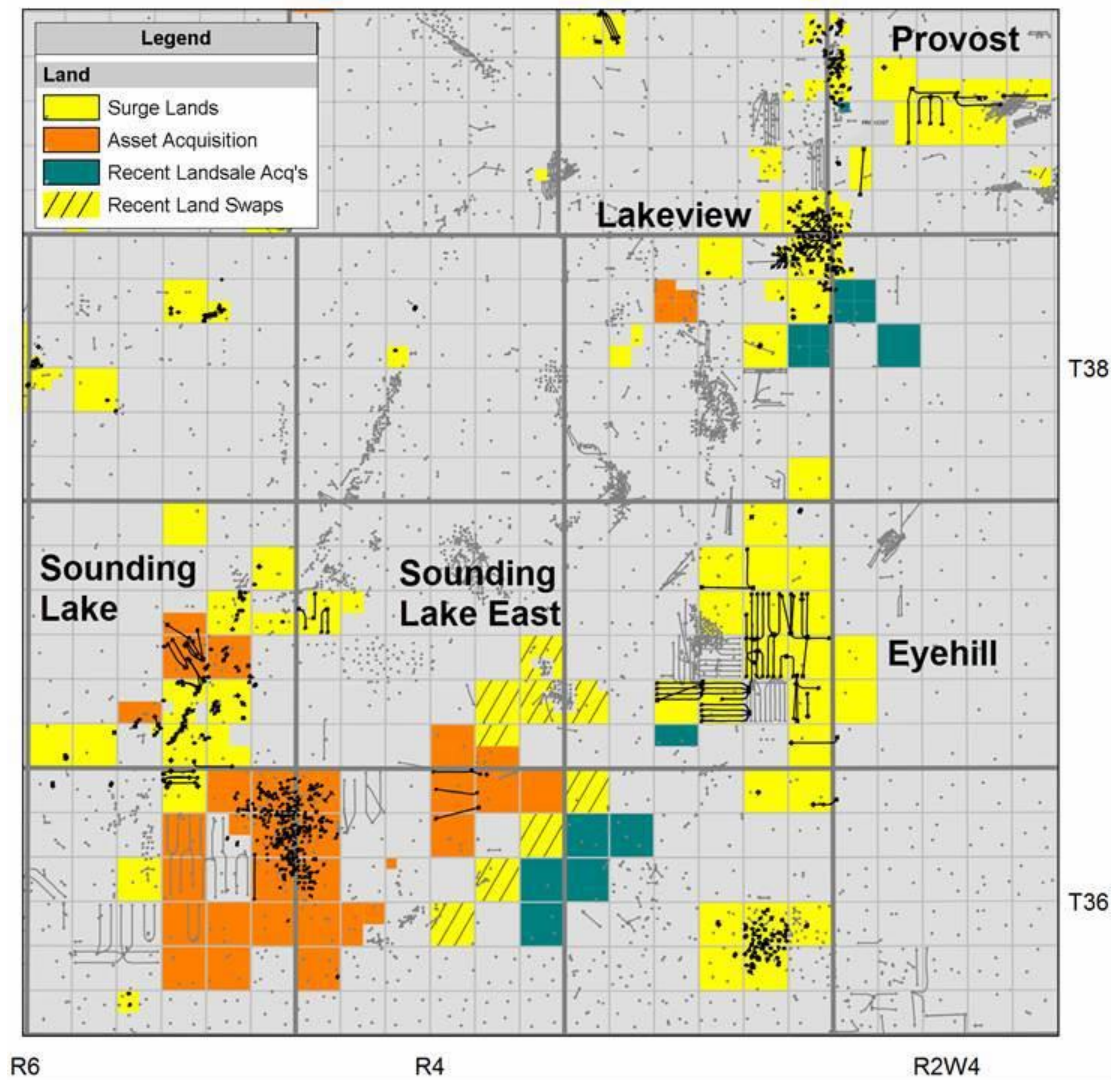 Legend
Land
Surge Lands
Asset Acquisition
Recent Landsale Acq's
Recent Land Swaps
Provost
PROVOST
Lakeview
T38
Sounding
Lake
Sounding
Lake East
Eyehill
T36
R6
R4
R2W4